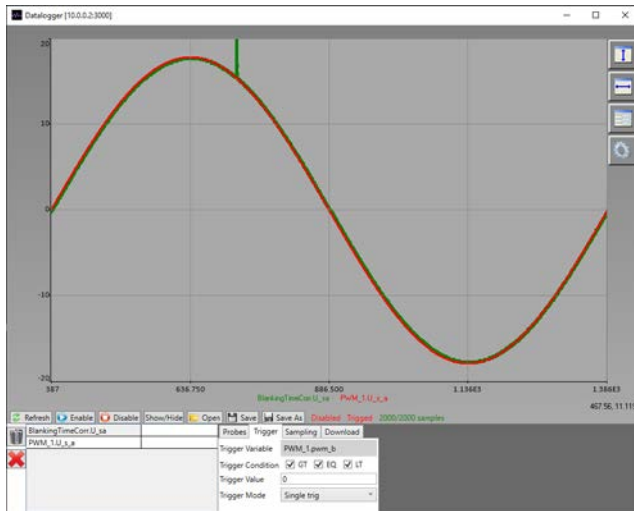 Datalogger [10.0.0.2:3000]
20
10
0
-10
-20
387 636.750 886.500 1.136E3 1.386E3
BlankingTimeCorr.U_sa PWM_1.U_s_a
467.56, 11.115
Refresh Enable Disable Show/Hide Open Save Save As Disabled Trigged 2000/2000 samples
BlankingTimeCorr.U_sa
PWM_1.U_s_a
Probes Trigger Sampling Download
Trigger Variable PWM_1.pwm_b
Trigger Condition GT EQ LT
Trigger Value 0
Trigger Mode Single trig